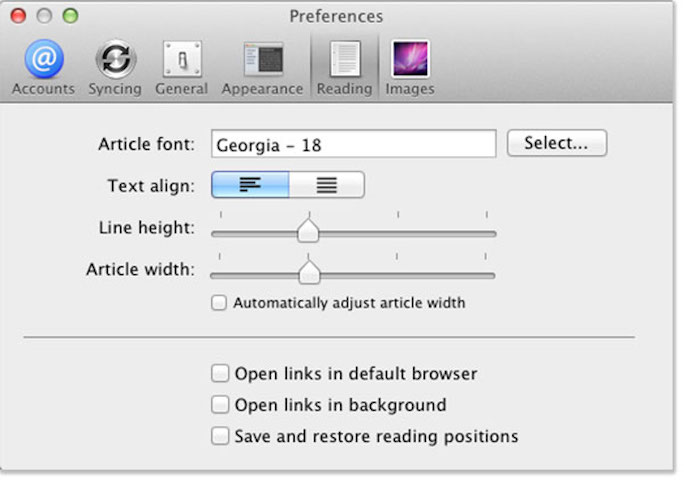 Preferences
Accounts Syncing General Appearance Reading Images
Article font: Georgia – 18 Select...
Text align:
Line height:
Article width:
Automatically adjust article width
Open links in default browser
Open links in background
Save and restore reading positions